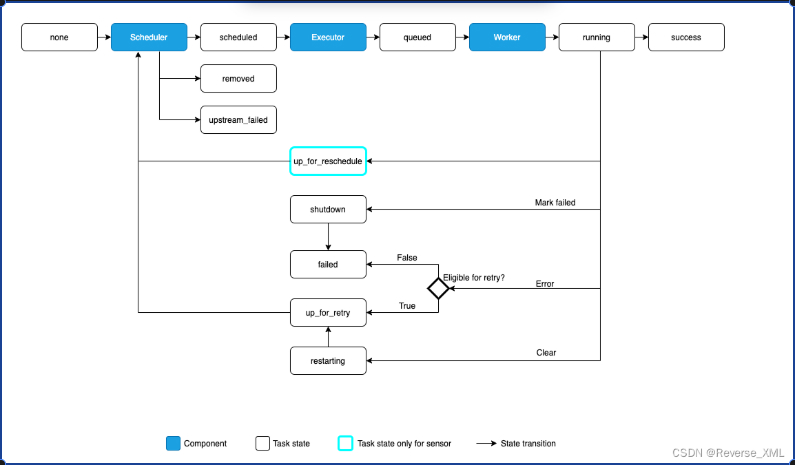 none
Scheduler
scheduled
Executor
queued
Worker
running
success
removed
upstream_failed
up_for_reschedule
shutdown
Mark failed
failed
False
Eligible for retry?
Error
up_for_retry
True
restarting
Clear
Component
Task state
Task state only for sensor
State transition
CSDN @Reverse_XML